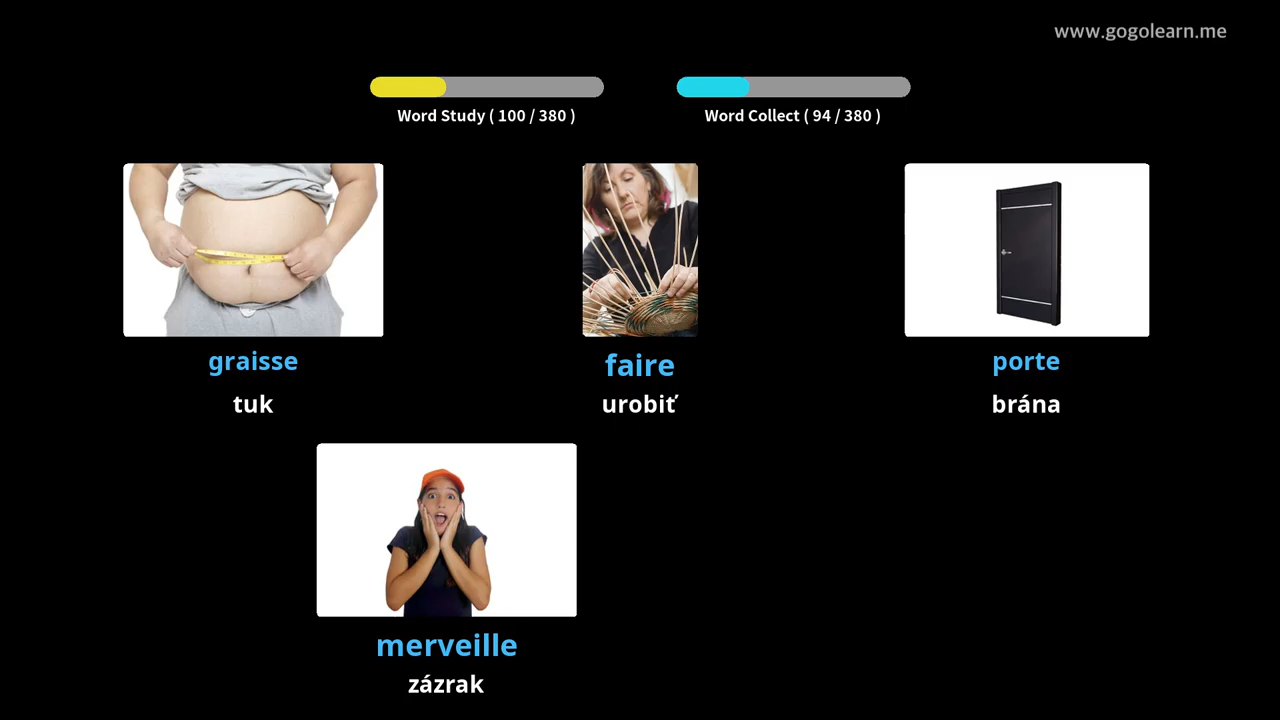 www.gogolearn.me
Word Study ( 100 / 380 )
Word Collect ( 94 / 380 )
graisse
tuk
faire
urobiť
porte
brána
merveille
zázrak